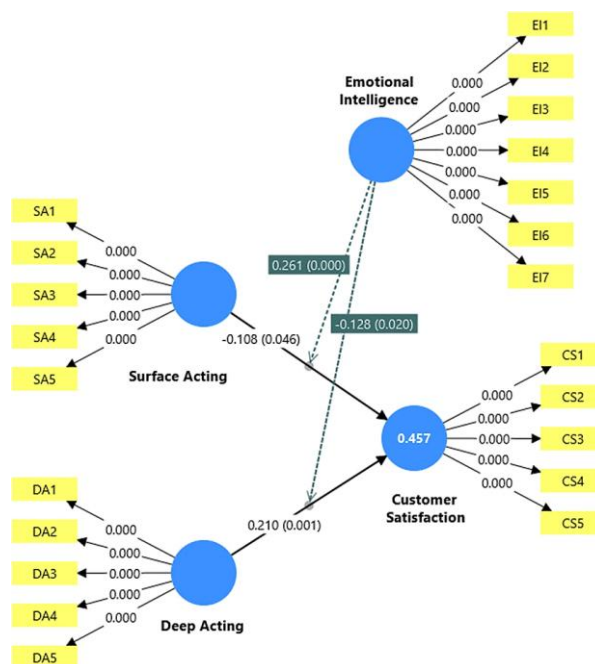 EI1
EI2
EI3
EI4
EI5
EI6
EI7
0.000
0.000
0.000
0.000
0.000
0.000
0.000
Emotional
Intelligence
SA1
SA2
SA3
SA4
SA5
0.000
0.000
0.000
0.000
0.000
Surface Acting
0.261 (0.000)
-0.128 (0.020)
-0.108 (0.046)
CS1
CS2
CS3
CS4
CS5
0.000
0.000
0.000
0.000
0.000
0.457
Customer
Satisfaction
DA1
DA2
DA3
DA4
DA5
0.000
0.000
0.000
0.000
0.000
0.210 (0.001)
Deep Acting